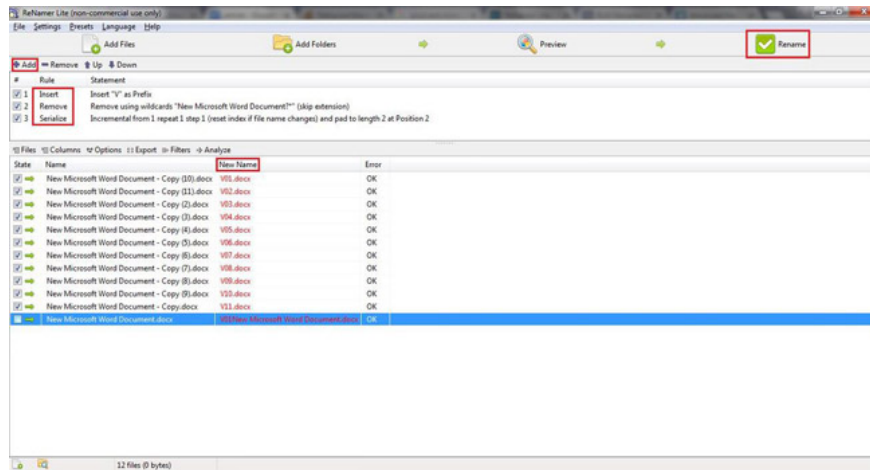 ReNamer Lite (non-commercial use only)
File Settings Presets Language Help
Add Files Add Folders Preview Rename
Add Remove Up Down
# Rule Statement
1 Insert Insert "V" as Prefix
2 Remove Remove using wildcards "New Microsoft Word Document?*" (skip extension)
3 Serialize Incremental from 1 repeat 1 step 1 (reset index if file name changes) and pad to length 2 at Position 2
Files Columns Options Export Filters Analyze
State Name New Name Error
New Microsoft Word Document - Copy (10).docx V01.docx OK
New Microsoft Word Document - Copy (11).docx V02.docx OK
New Microsoft Word Document - Copy (2).docx V03.docx OK
New Microsoft Word Document - Copy (3).docx V04.docx OK
New Microsoft Word Document - Copy (4).docx V05.docx OK
New Microsoft Word Document - Copy (5).docx V06.docx OK
New Microsoft Word Document - Copy (6).docx V07.docx OK
New Microsoft Word Document - Copy (7).docx V08.docx OK
New Microsoft Word Document - Copy (8).docx V09.docx OK
New Microsoft Word Document - Copy (9).docx V10.docx OK
New Microsoft Word Document - Copy.docx V11.docx OK
New Microsoft Word Document.docx Microsoft Word Document.docx OK
12 files (0 bytes)